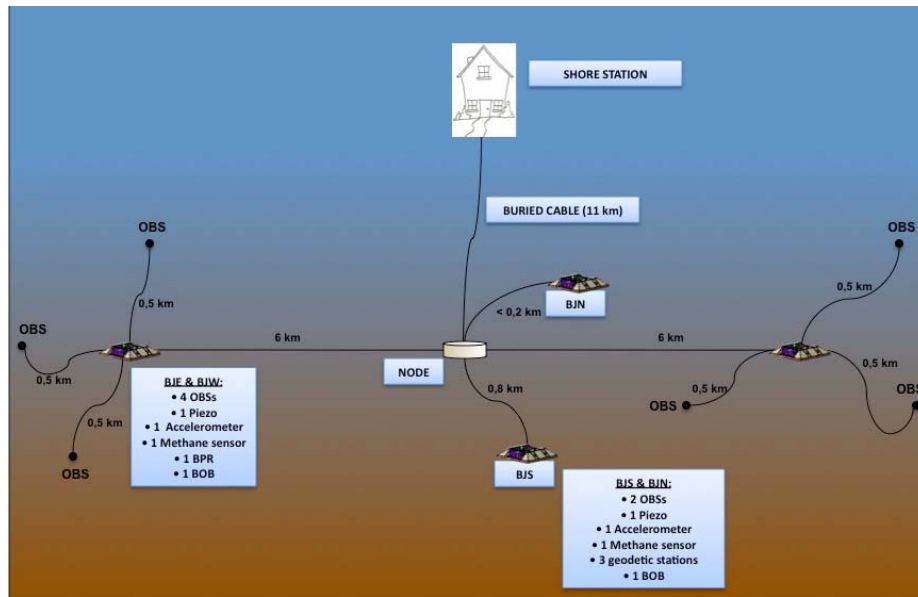 SHORE STATION
BURIED CABLE (11 km)
OBS
OBS
0,5 km
0,5 km
BJN
< 0,2 km
OBS
6 km
6 km
0,5 km
NODE
0,8 km
0,5 km
0,5 km
OBS
OBS
0,5 km
OBS
BJS
BJE & BJW:
• 4 OBSs
• 1 Piezo
• 1 Accelerometer
• 1 Methane sensor
• 1 BPR
• 1 BOB
BJS & BJN:
• 2 OBSs
• 1 Piezo
• 1 Accelerometer
• 1 Methane sensor
• 3 geodetic stations
• 1 BOB